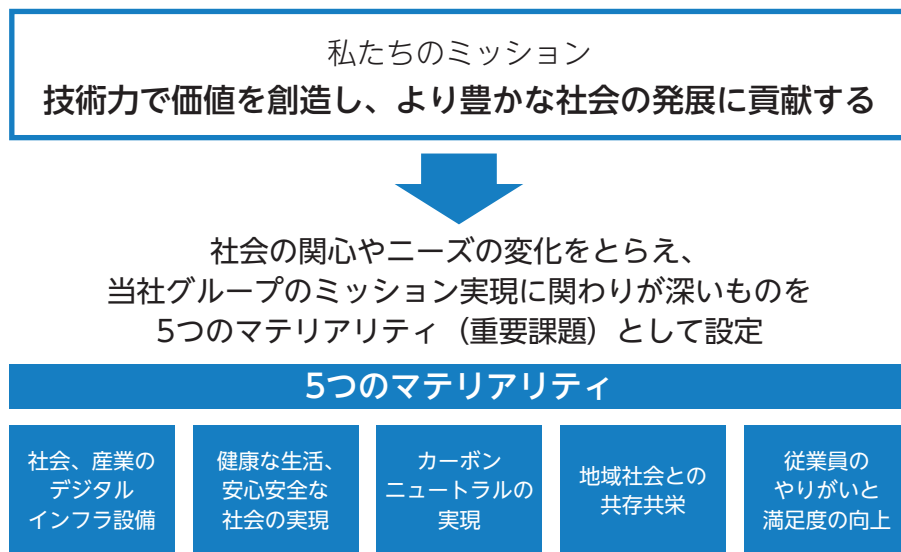 私たちのミッション
技術力で価値を創造し、より豊かな社会の発展に貢献する
社会の関心やニーズの変化をとらえ、
当社グループのミッション実現に関わりが深いものを
5つのマテリアリティ（重要課題）として設定
5つのマテリアリティ
社会、産業の
デジタル
インフラ設備
健康な生活、
安心安全な
社会の実現
カーボン
ニュートラルの
実現
地域社会との
共存共栄
従業員の
やりがいと
満足度の向上